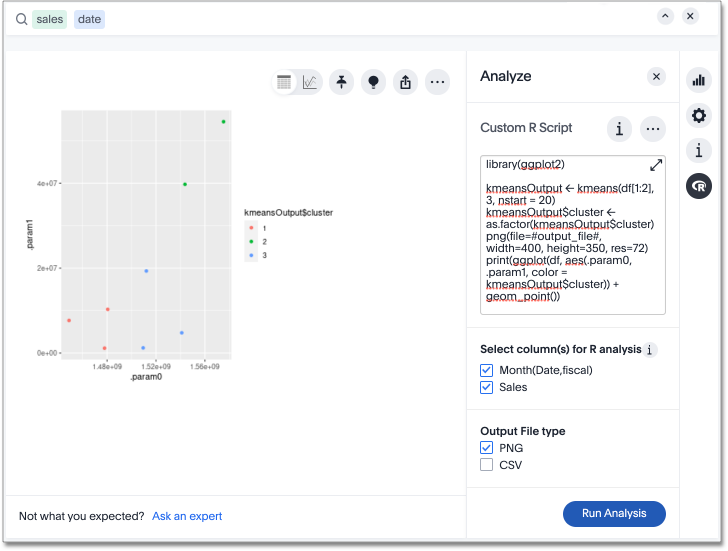 sales date
Analyze
Custom R Script
library(ggplot2)
kmeansOutput <- kmeans(df[1:2],
3, nstart = 20)
kmeansOutput$cluster <-
as.factor(kmeansOutput$cluster)
png(file=#output_file#,
width=400, height=350, res=72)
print(ggplot(df, aes(.param0,
.param1, color =
kmeansOutput$cluster)) +
geom_point())
Select column(s) for R analysis
Month(Date,fiscal)
Sales
Output File type
PNG
CSV
Run Analysis
4e+07
2e+07
0e+00
.param1
1.48e+09 1.52e+09 1.56e+09
.param0
kmeansOutput$cluster
1
2
3
Not what you expected? Ask an expert